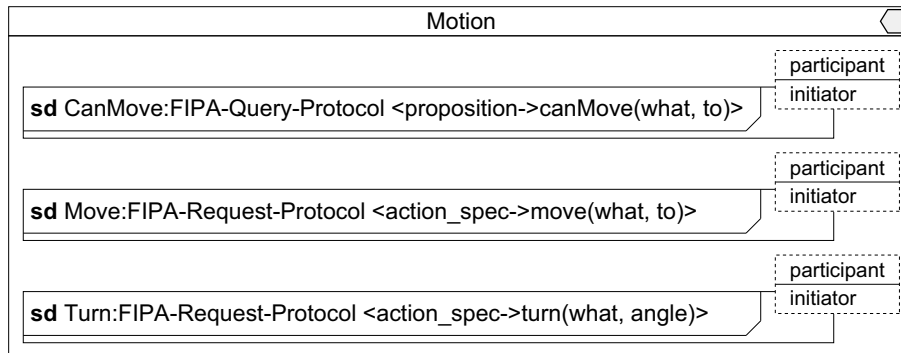 Motion
participant
initiator
sd CanMove:FIPA-Query-Protocol <proposition->canMove(what, to)>
participant
initiator
sd Move:FIPA-Request-Protocol <action_spec->move(what, to)>
participant
initiator
sd Turn:FIPA-Request-Protocol <action_spec->turn(what, angle)>